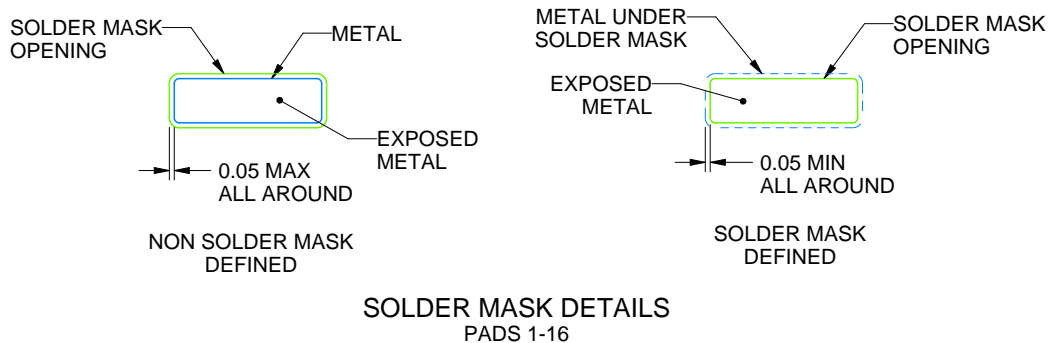 SOLDER MASK
OPENING
METAL
EXPOSED
METAL
0.05 MAX
ALL AROUND
NON SOLDER MASK
DEFINED
METAL UNDER
SOLDER MASK
SOLDER MASK
OPENING
EXPOSED
METAL
0.05 MIN
ALL AROUND
SOLDER MASK
DEFINED
SOLDER MASK DETAILS
PADS 1-16